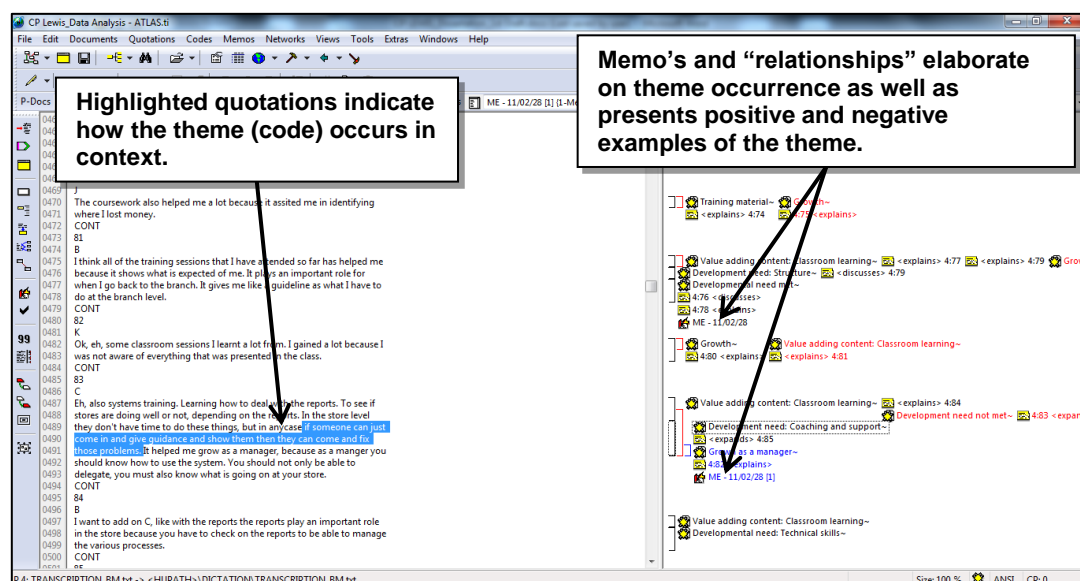 CP Lewis_Data Analysis - ATLAS.ti
File Edit Documents Quotations Codes Memos Networks Views Tools Extras Windows Help
Memo's and “relationships” elaborate
on theme occurrence as well as
presents positive and negative
examples of the theme.
Highlighted quotations indicate
how the theme (code) occurs in
context.
P-Docs
ME - 11/02/28 [1] {1-Me
0469 J
0470 The coursework also helped me a lot because it assited me in identifying
0471 where I lost money.
0472 CONT
0473 81
0474 B
0475 I think all of the training sessions that I have attended so far has helped me
0476 because it shows what is expected of me. It plays an important role for
0477 when I go back to the branch. It gives me like a guideline as what I have to
0478 do at the branch level.
0479 CONT
0480 82
0481 K
0482 Ok, eh, some classroom sessions I learnt a lot from. I gained a lot because I
0483 was not aware of everything that was presented in the class.
0484 CONT
0485 83
0486 C
0487 Eh, also systems training. Learning how to deal with the reports. To see if
0488 stores are doing well or not, depending on the reports. In the store level
0489 they don't have time to do these things, but in anycase if someone can just
0490 come in and give guidance and show them then they can come and fix
0491 those problems. It helped me grow as a manager, because as a manger you
0492 should know how to use the system. You should not only be able to
0493 delegate, you must also know what is going on at your store.
0494 CONT
0495 84
0496 B
0497 I want to add on C, like with the reports the reports play an important role
0498 in the store because you have to check on the reports to be able to manage
0499 the various processes.
0500 CONT
0501 85
Training material~ Growth~
<explains> 4:74 4:75 <explains>
Value adding content: Classroom learning~ <explains> 4:77 <explains> 4:79 Grow
Development need: Structure~ <discusses> 4:79
Developmental need met~
4:76 <discusses>
4:78 <explains>
ME - 11/02/28
Growth~ Value adding content: Classroom learning~
4:80 <explains> <explains> 4:81
Value adding content: Classroom learning~ <explains> 4:84
Development need not met~ 4:83 <expan
Development need: Coaching and support~
<expands> 4:85
Grow as a manager~
4:82 <explains>
ME - 11/02/28 [1]
Value adding content: Classroom learning~
Developmental need: Technical skills~
P 4: TRANSCRIPTION_BM.txt -> <HUPATH>\DICTATION\TRANSCRIPTION_BM.txt
Size: 100 % ANSI CP: 0